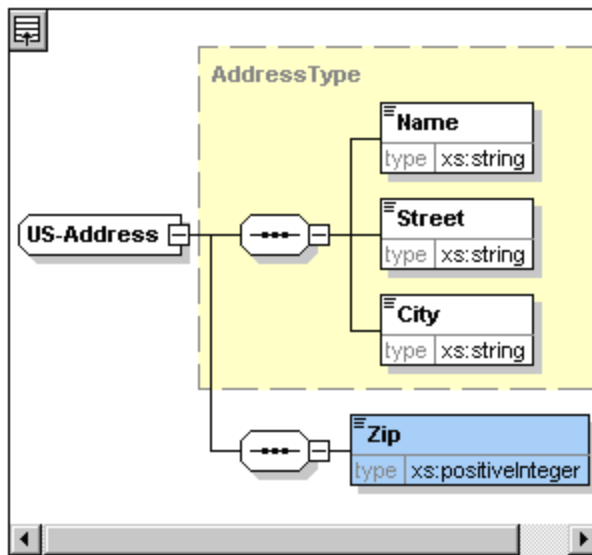 AddressType
Name
type xs:string
US-Address
Street
type xs:string
City
type xs:string
Zip
type xs:positiveInteger